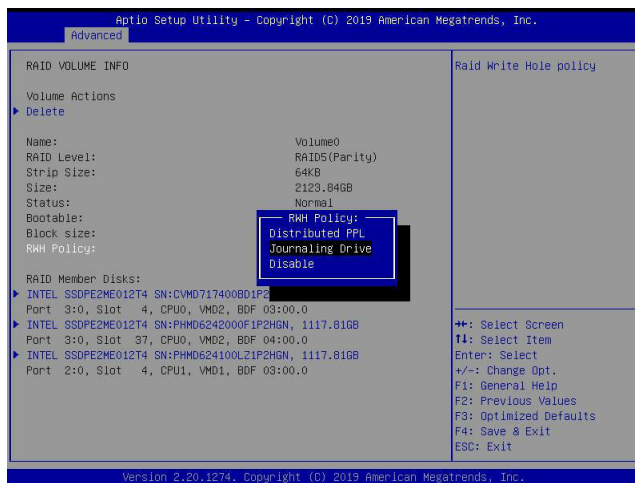 Aptio Setup Utility – Copyright (C) 2019 American Megatrends, Inc.
Advanced
RAID VOLUME INFO
Raid Write Hole policy
Volume Actions
Delete
Name: Volume0
RAID Level: RAID5(Parity)
Strip Size: 64KB
Size: 2123.84GB
Status: Normal
Bootable:
Block size:
RWH Policy:
RWH Policy:
Distributed PPL
Journaling Drive
Disable
RAID Member Disks:
INTEL SSDPE2ME012T4 SN:CVMD717400BD1P2
Port 3:0, Slot 4, CPU0, VMD2, BDF 03:00.0
INTEL SSDPE2ME012T4 SN:PHMD6242000F1P2HGN, 1117.81GB
Port 3:0, Slot 37, CPU0, VMD2, BDF 04:00.0
INTEL SSDPE2ME012T4 SN:PHMD624100LZ1P2HGN, 1117.81GB
Port 2:0, Slot 4, CPU1, VMD1, BDF 03:00.0
→←: Select Screen
↑↓: Select Item
Enter: Select
+/-: Change Opt.
F1: General Help
F2: Previous Values
F3: Optimized Defaults
F4: Save & Exit
ESC: Exit
Version 2.20.1274. Copyright (C) 2019 American Megatrends, Inc.